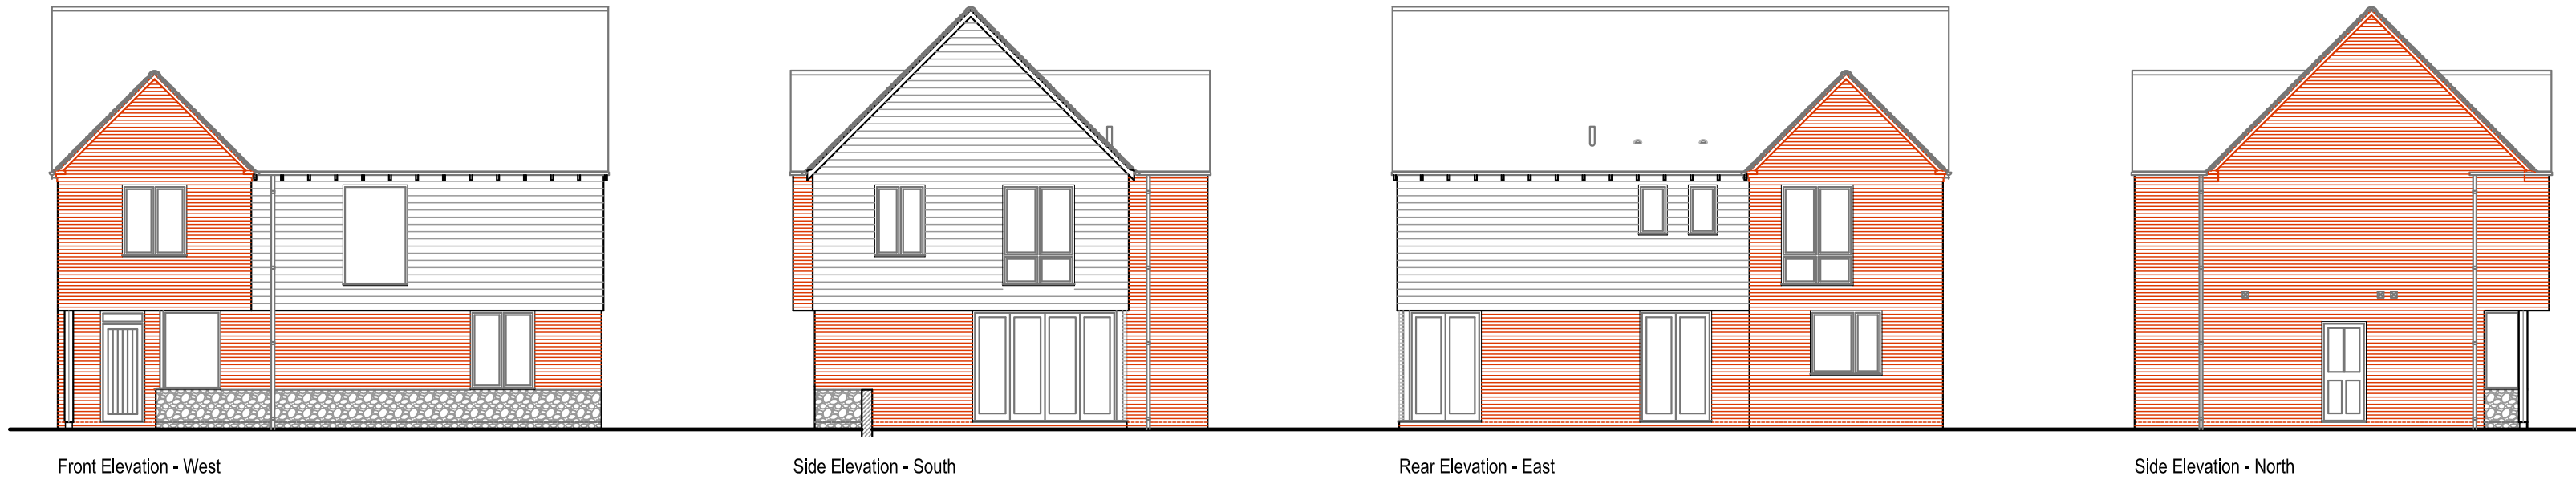 Front Elevation - West
Side Elevation - South
Rear Elevation - East
Side Elevation - North